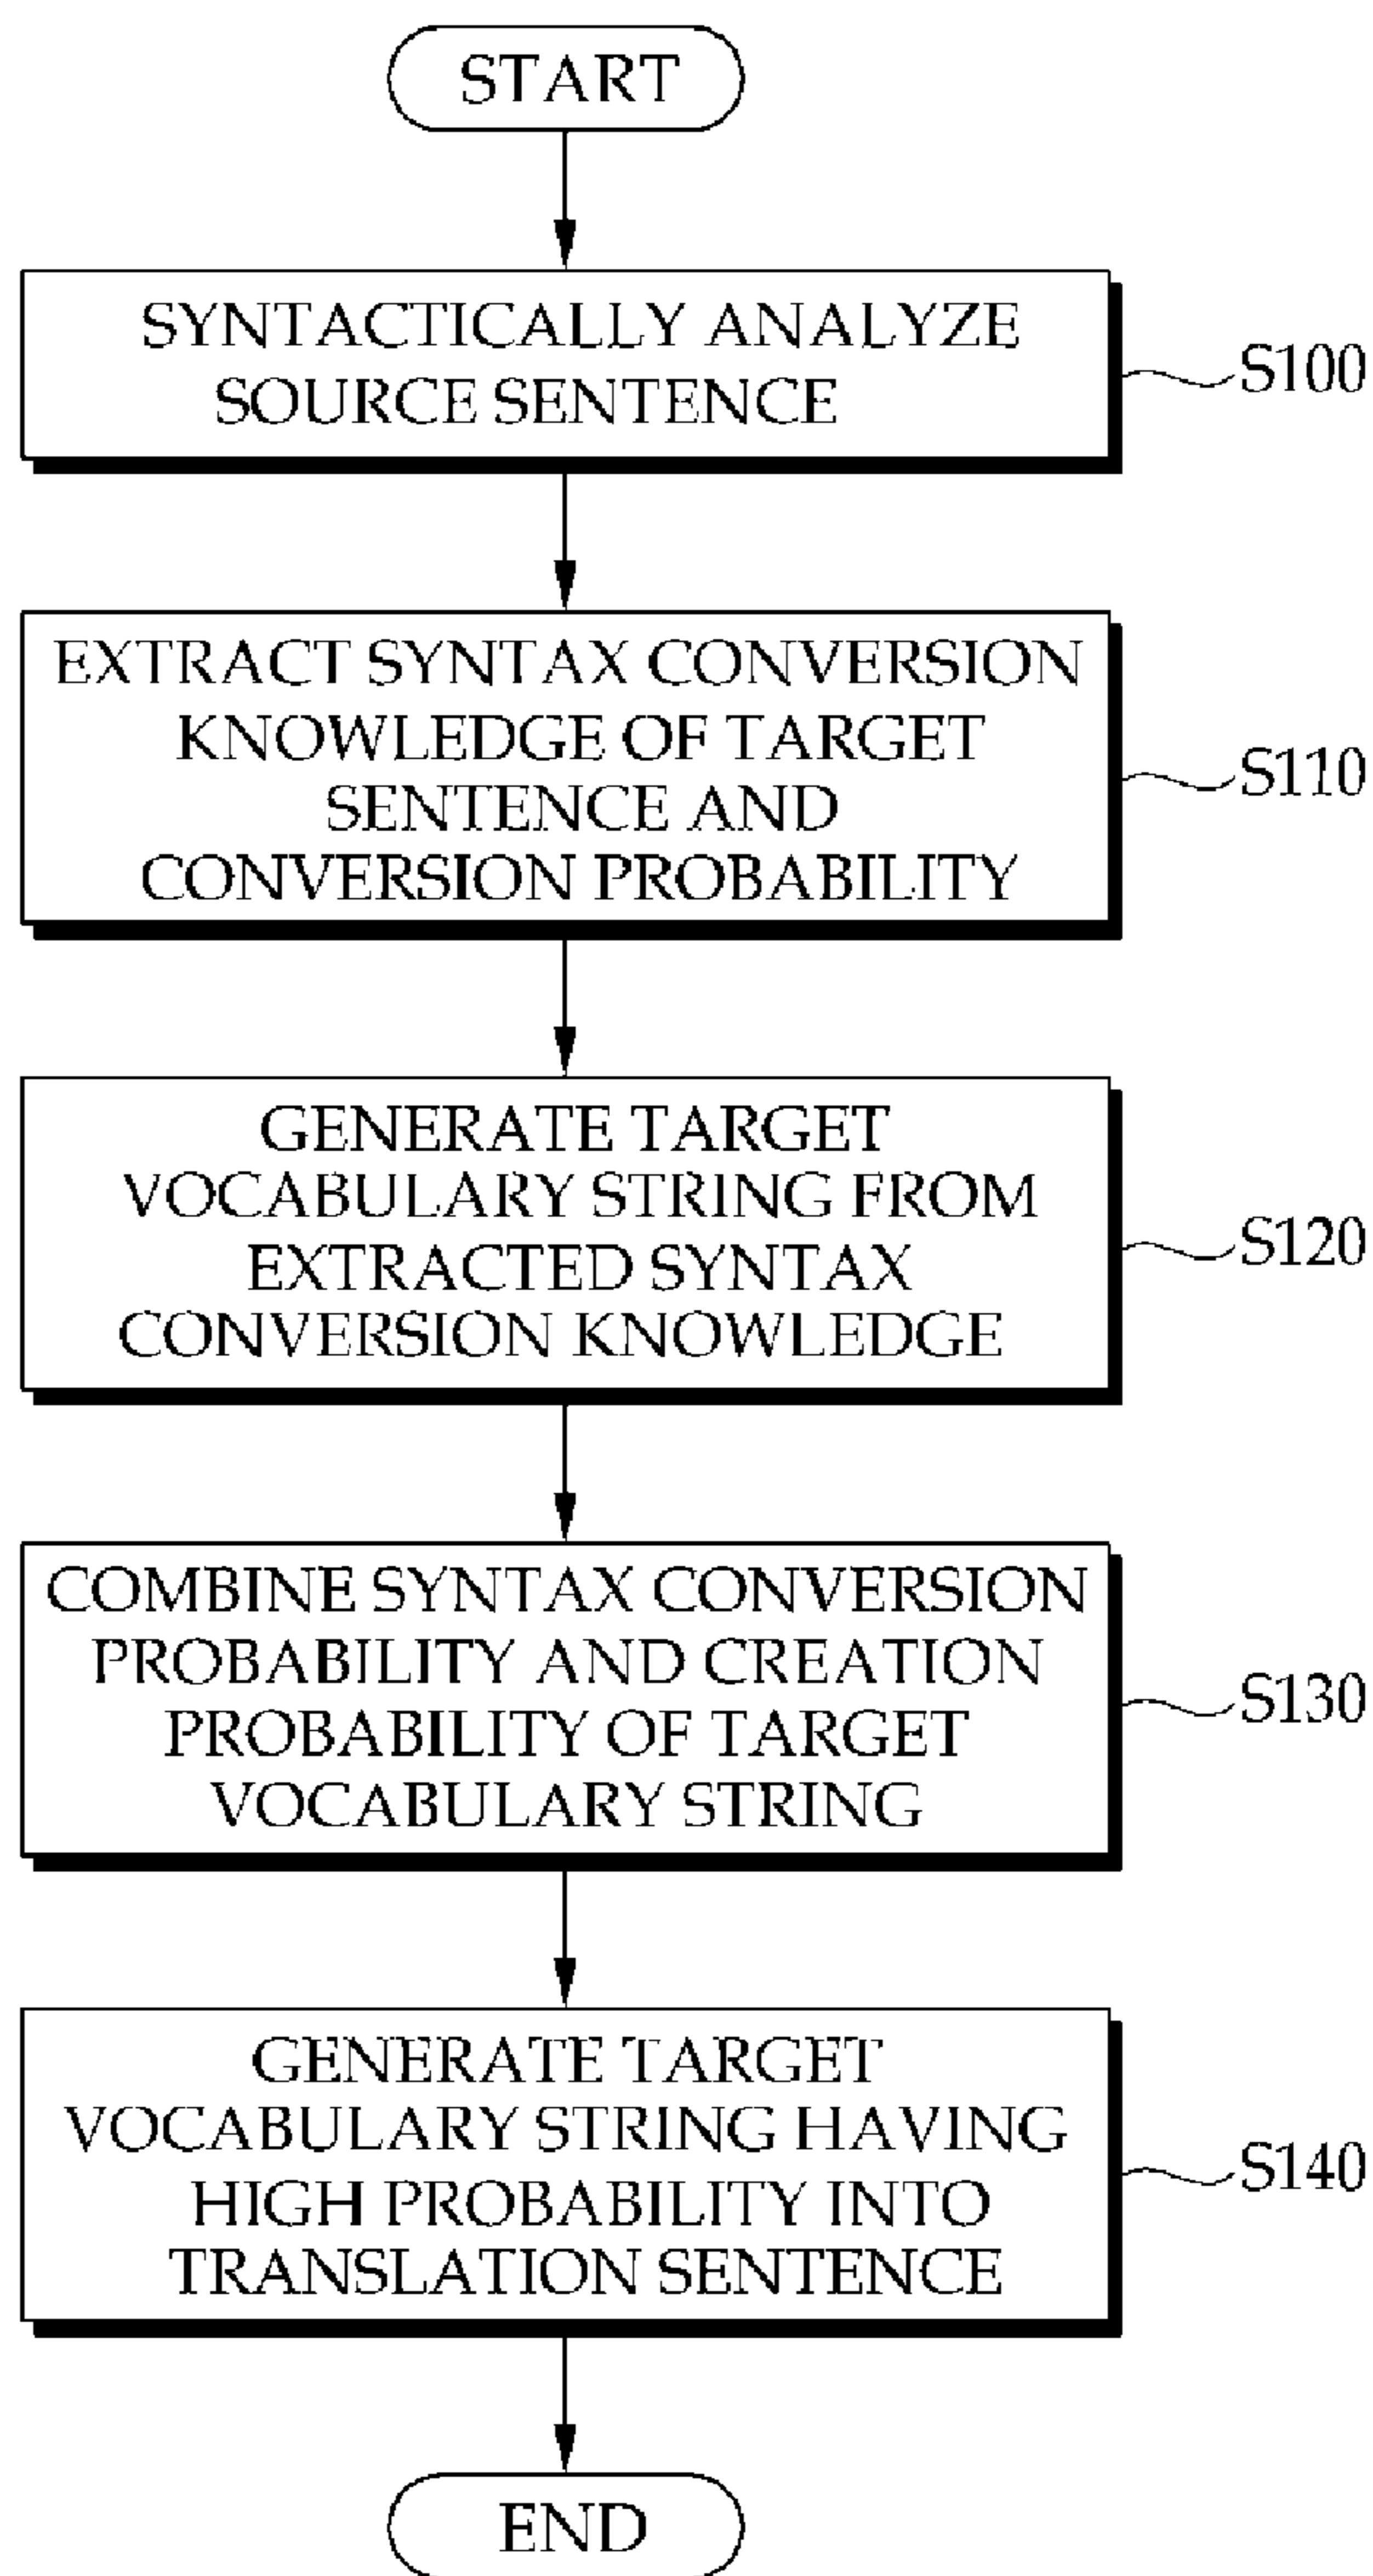 START
SYNTACTICALLY ANALYZE
SOURCE SENTENCE
S100
EXTRACT SYNTAX CONVERSION
KNOWLEDGE OF TARGET
SENTENCE AND
CONVERSION PROBABILITY
S110
GENERATE TARGET
VOCABULARY STRING FROM
EXTRACTED SYNTAX
CONVERSION KNOWLEDGE
S120
COMBINE SYNTAX CONVERSION
PROBABILITY AND CREATION
PROBABILITY OF TARGET
VOCABULARY STRING
S130
GENERATE TARGET
VOCABULARY STRING HAVING
HIGH PROBABILITY INTO
TRANSLATION SENTENCE
S140
END